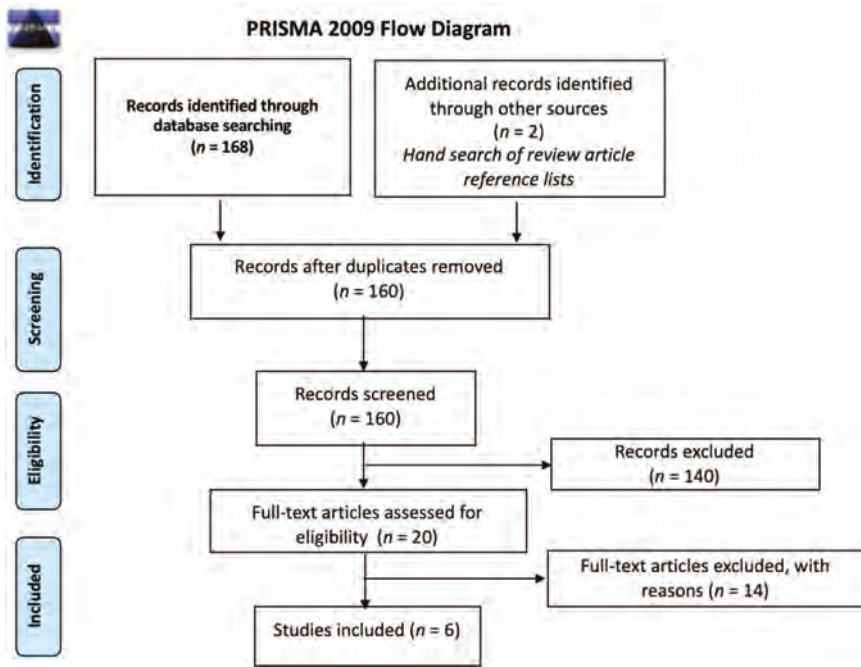 PRISMA 2009 Flow Diagram
Identification
Records identified through
database searching
(n = 168)
Additional records identified
through other sources
(n = 2)
Hand search of review article
reference lists
Screening
Records after duplicates removed
(n = 160)
Records screened
(n = 160)
Eligibility
Records excluded
(n = 140)
Full-text articles assessed for
eligibility (n = 20)
Included
Full-text articles excluded, with
reasons (n = 14)
Studies included (n = 6)